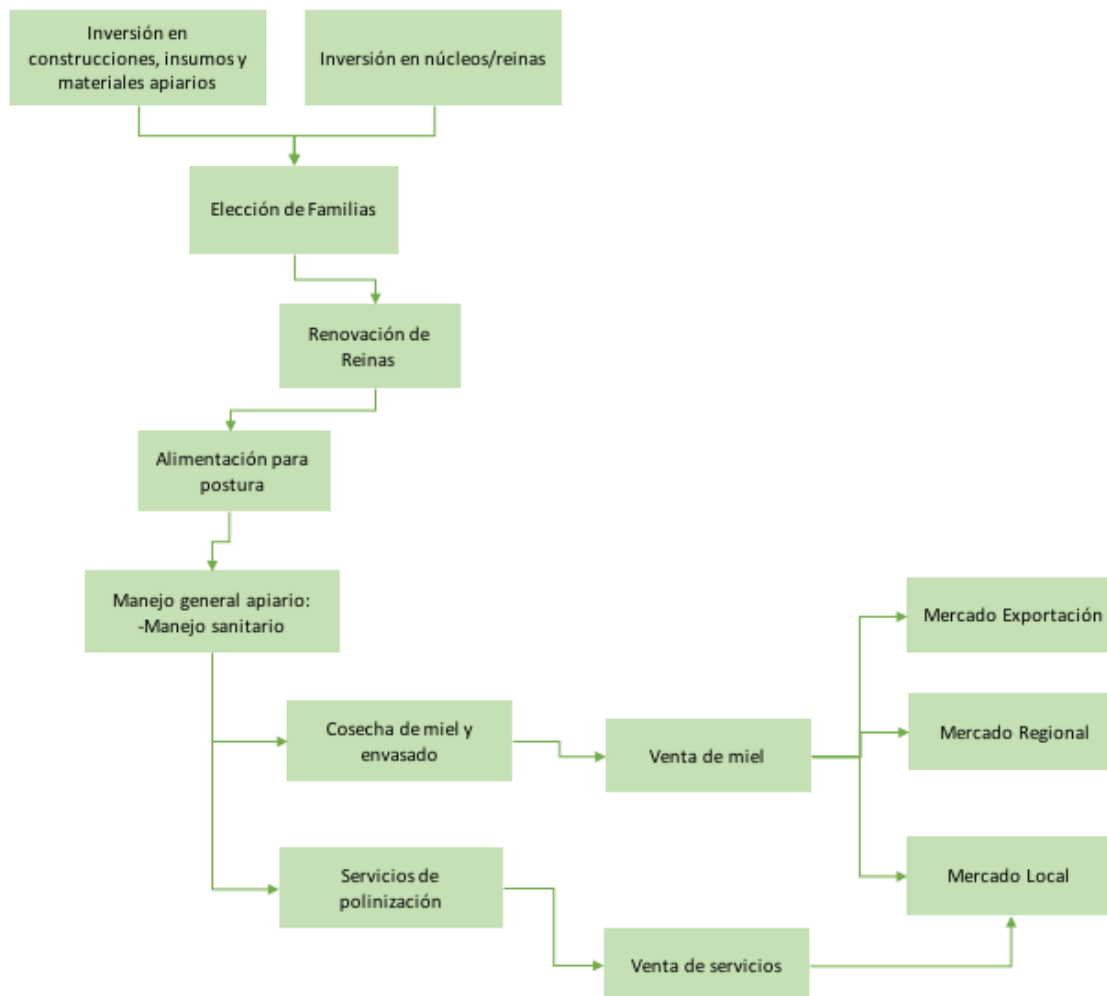 Inversión en
construcciones, insumos y
materiales apiarios
Inversión en núcleos/reinas
Elección de Familias
Renovación de
Reinas
Alimentación para
postura
Manejo general apiario:
-Manejo sanitario
Mercado Exportación
Cosecha de miel y
envasado
Venta de miel
Mercado Regional
Servicios de
polinización
Mercado Local
Venta de servicios